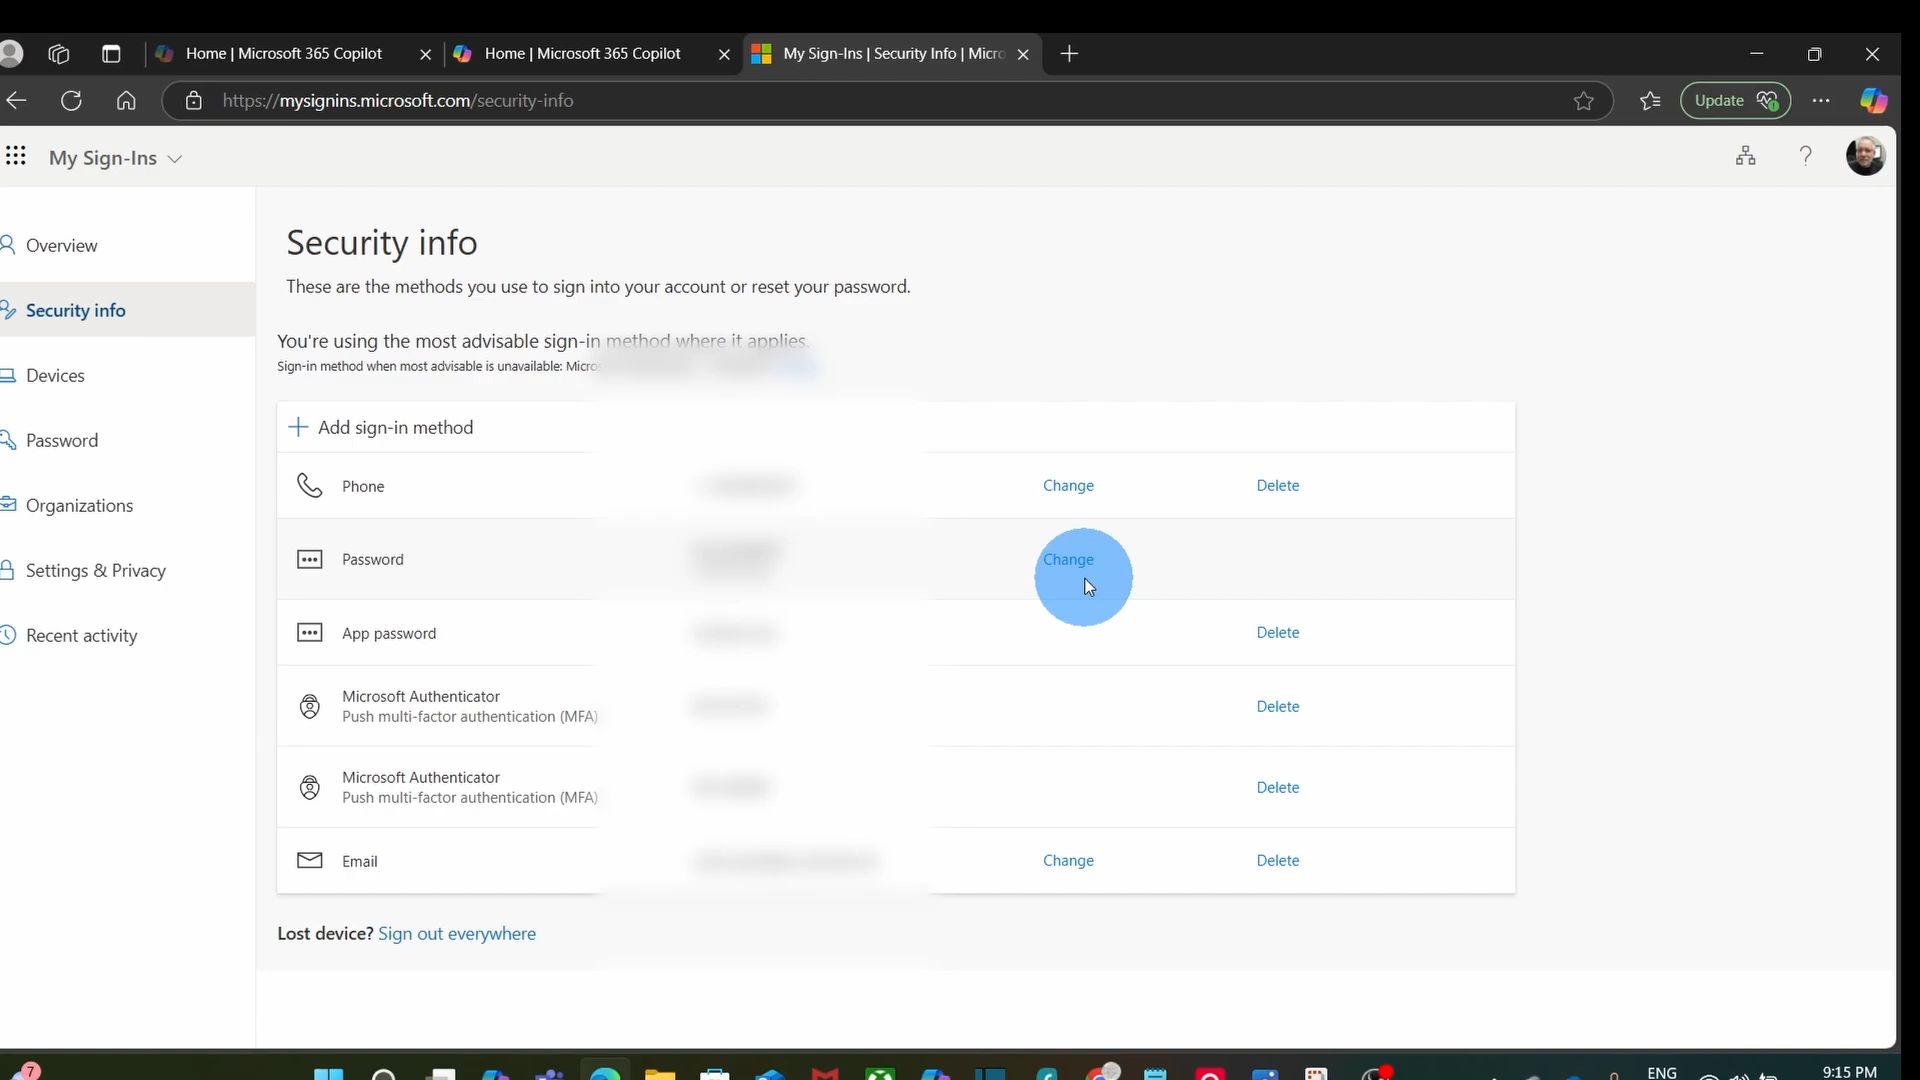 Home | Microsoft 365 Copilot
Home | Microsoft 365 Copilot
My Sign-Ins | Security Info | Micro
https://mysignins.microsoft.com/security-info
Update
My Sign-Ins
Overview
Security info
Devices
Password
Organizations
Settings & Privacy
Recent activity
Security info
These are the methods you use to sign into your account or reset your password.
You're using the most advisable sign-in method where it applies.
Sign-in method when most advisable is unavailable: Micro
Add sign-in method
Phone
Change
Delete
Password
Change
App password
Delete
Microsoft Authenticator
Push multi-factor authentication (MFA)
Delete
Microsoft Authenticator
Push multi-factor authentication (MFA)
Delete
Email
Change
Delete
Lost device? Sign out everywhere
7
ENG
9:15 PM